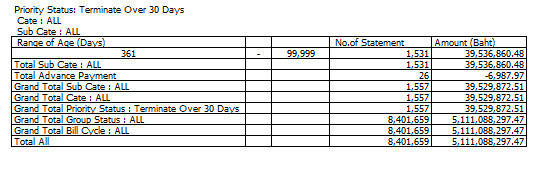 Priority Status: Terminate Over 30 Days
Cate : ALL
Sub Cate : ALL
Range of Age (Days) No.of Statement Amount (Baht)
361 - 99,999 1,531 39,536,860.48
Total Sub Cate : ALL 1,531 39,536,860.48
Total Advance Payment 26 -6,987.97
Grand Total Sub Cate : ALL 1,557 39,529,872.51
Grand Total Cate : ALL 1,557 39,529,872.51
Grand Total Priority Status : Terminate Over 30 Days 1,557 39,529,872.51
Grand Total Group Status : ALL 8,401,659 5,111,088,297.47
Grand Total Bill Cycle : ALL 8,401,659 5,111,088,297.47
Total All 8,401,659 5,111,088,297.47